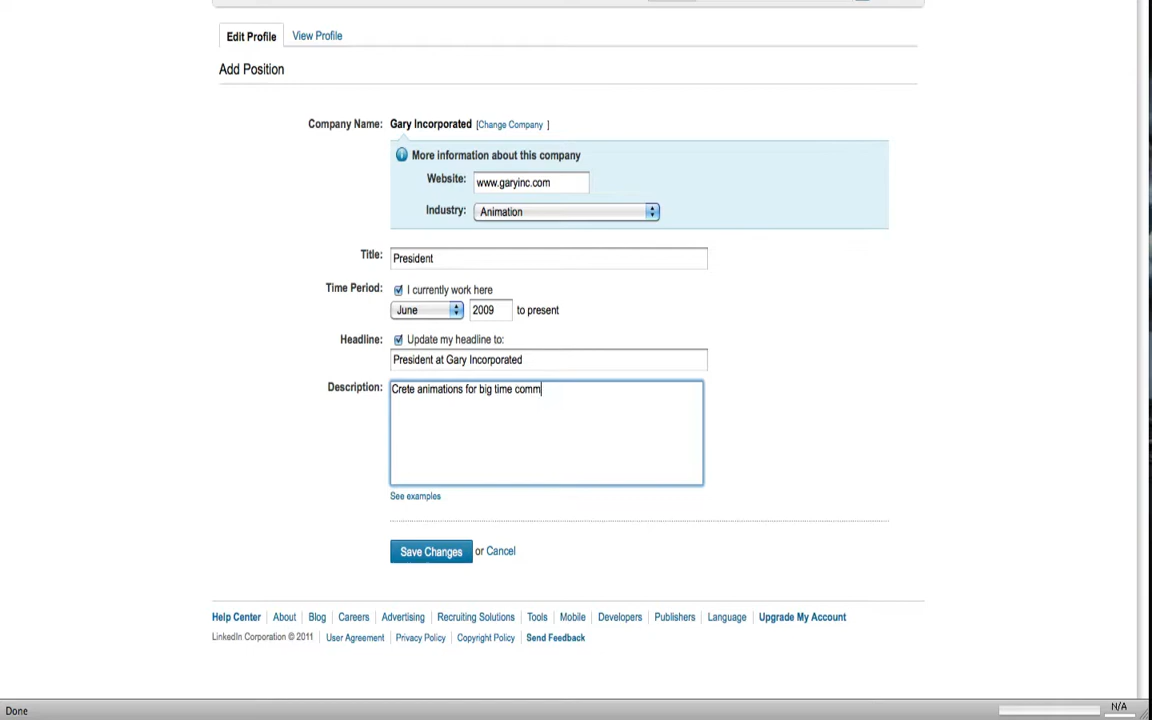 Edit Profile View Profile
Add Position
Company Name: Gary Incorporated [Change Company ]
More information about this company
Website: www.garyinc.com
Industry: Animation
Title: President
Time Period: I currently work here
June 2009 to present
Headline: Update my headline to:
President at Gary Incorporated
Description: Crete animations for big time comm
See examples
Save Changes or Cancel
Help Center About Blog Careers Advertising Recruiting Solutions Tools Mobile Developers Publishers Language Upgrade My Account
LinkedIn Corporation © 2011 User Agreement Privacy Policy Copyright Policy Send Feedback
Done N/A